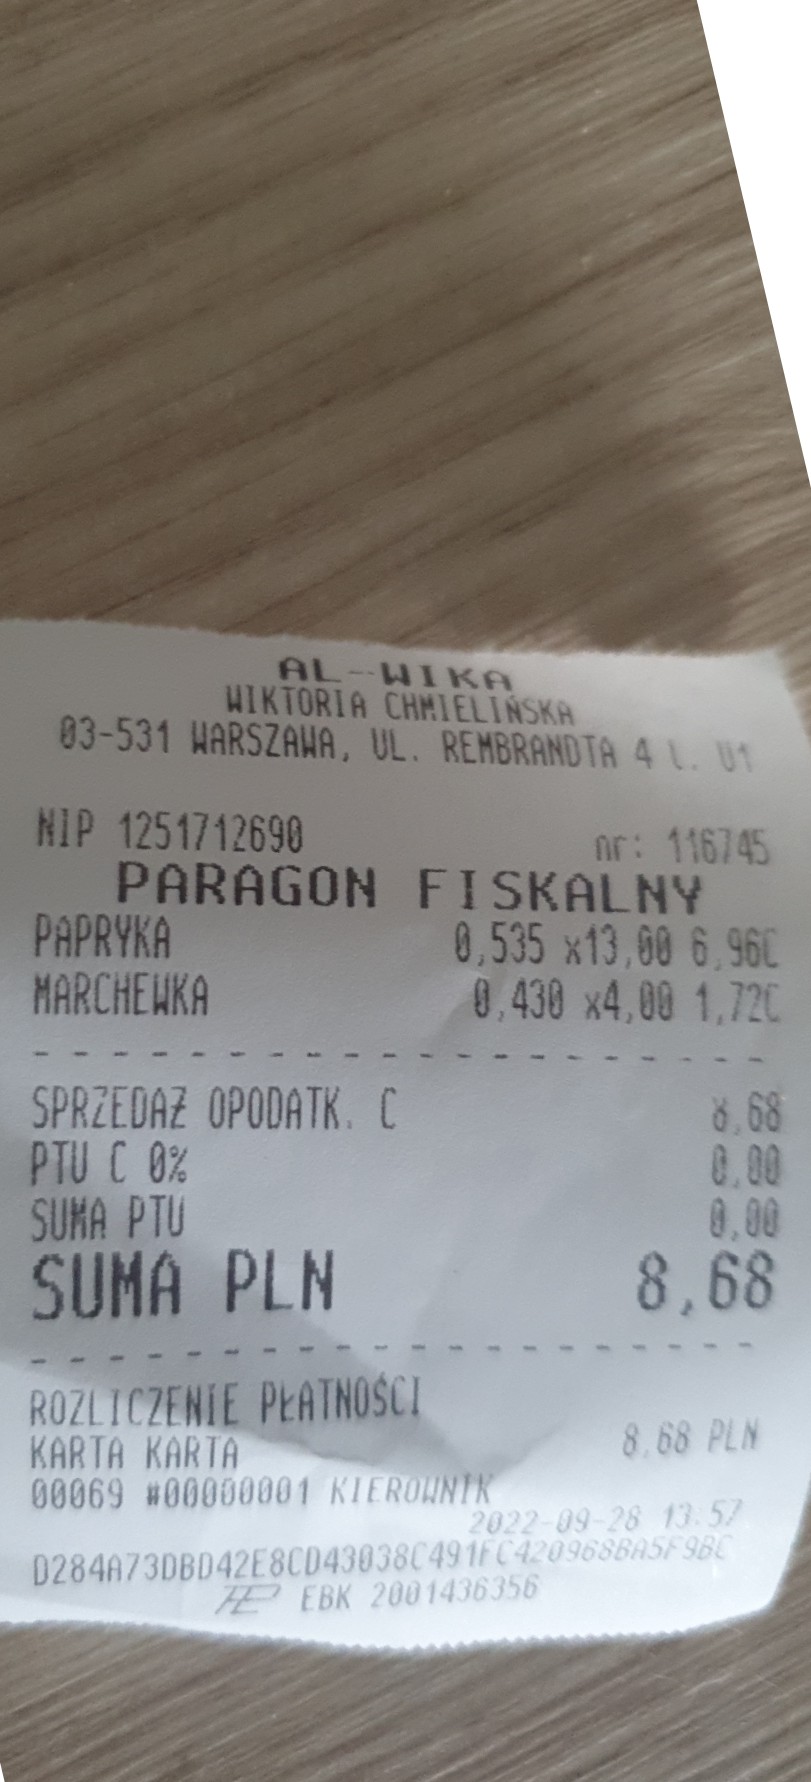 AL-WIKA
WIKTORIA CHMIELIŃSKA
03-531 WARSZAWA, UL. REMBRANDTA 4 L. U1
NIP 1251712690 nr: 116745
PARAGON FISKALNY
PAPRYKA 0,535 x13,00 6,96C
MARCHEWKA 0,430 x4,00 1,72C
- - - - - - - - - - - - - - - - - - - -
SPRZEDAŻ OPODATK. C 8,68
PTU C 0% 0,00
SUMA PTU 0,00
SUMA PLN 8,68
- - - - - - - - - - - - - - - - - - - -
ROZLICZENIE PŁATNOŚCI
KARTA KARTA 8,68 PLN
00069 #00000001 KIEROWNIK
2022-09-28 13:57
D284A73DBD42E8CD43038C491FC420968BA5F9BC
EBK 2001436356